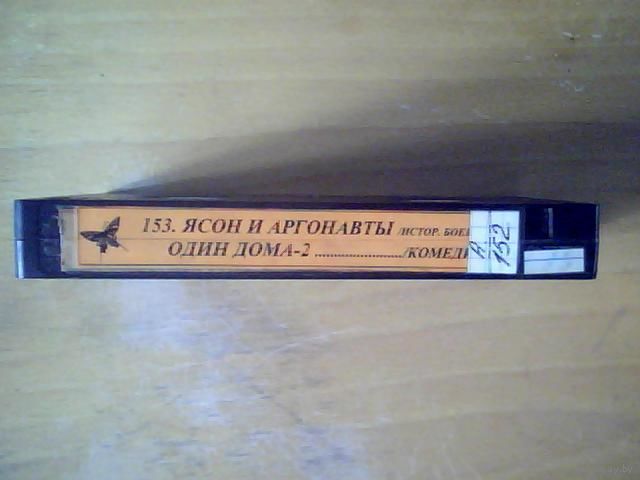 153. ЯСОН И АРГОНАВТЫ /ИСТОР. БОЕ
ОДИН ДОМА-2 ......................../КОМЕДИ
152